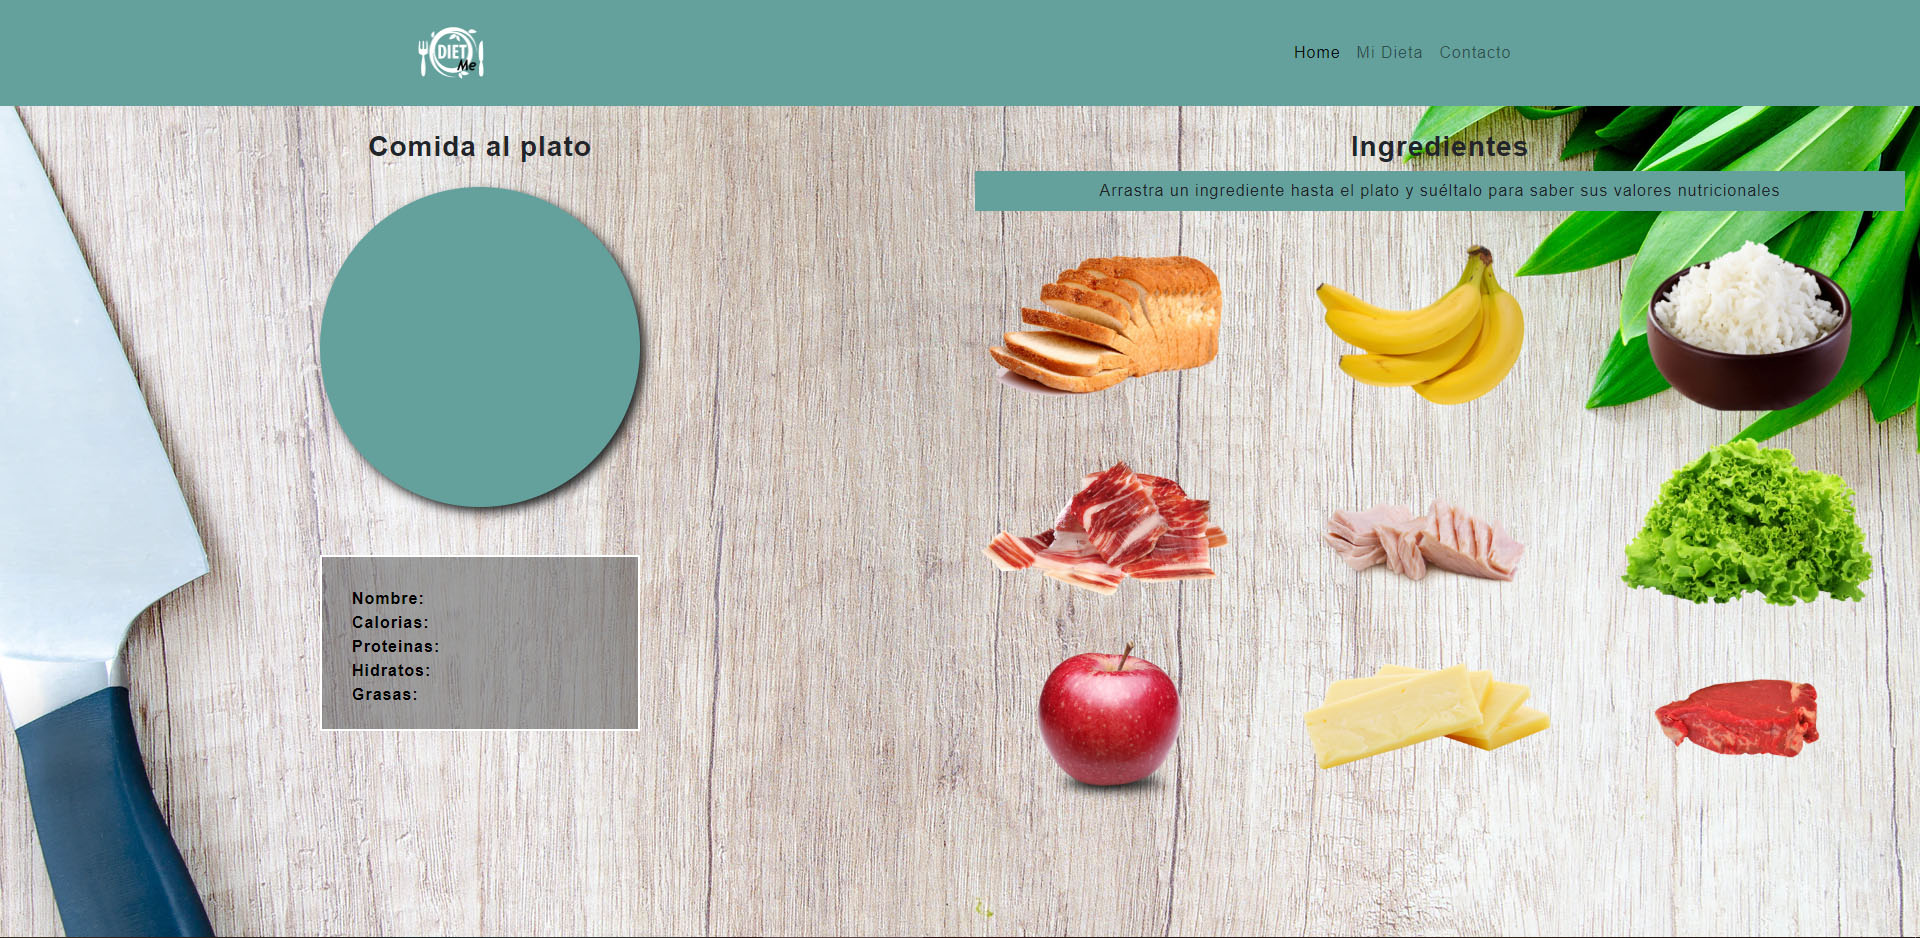 DIET
Me
Home
Mi Dieta
Contacto
Comida al plato
Nombre:
Calorias:
Proteinas:
Hidratos:
Grasas:
Ingredientes
Arrastra un ingrediente hasta el plato y suéltalo para saber sus valores nutricionales